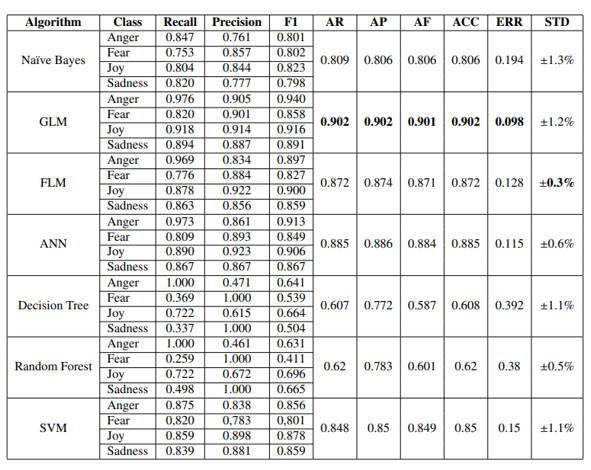 Algorithm Class Recall Precision F1 AR AP AF ACC ERR STD
Naïve Bayes Anger 0.847 0.761 0.801 0.809 0.806 0.806 0.806 0.194 ±1.3%
Fear 0.753 0.857 0.802
Joy 0.804 0.844 0.823
Sadness 0.820 0.777 0.798
GLM Anger 0.976 0.905 0.940 0.902 0.902 0.901 0.902 0.098 ±1.2%
Fear 0.820 0.901 0.858
Joy 0.918 0.914 0.916
Sadness 0.894 0.887 0.891
FLM Anger 0.969 0.834 0.897 0.872 0.874 0.871 0.872 0.128 ±0.3%
Fear 0.776 0.884 0.827
Joy 0.878 0.922 0.900
Sadness 0.863 0.856 0.859
ANN Anger 0.973 0.861 0.913 0.885 0.886 0.884 0.885 0.115 ±0.6%
Fear 0.809 0.893 0.849
Joy 0.890 0.923 0.906
Sadness 0.867 0.867 0.867
Decision Tree Anger 1.000 0.471 0.641 0.607 0.772 0.587 0.608 0.392 ±1.1%
Fear 0.369 1.000 0.539
Joy 0.722 0.615 0.664
Sadness 0.337 1.000 0.504
Random Forest Anger 1.000 0.461 0.631 0.62 0.783 0.601 0.62 0.38 ±0.5%
Fear 0.259 1.000 0.411
Joy 0.722 0.672 0.696
Sadness 0.498 1.000 0.665
SVM Anger 0.875 0.838 0.856 0.848 0.85 0.849 0.85 0.15 ±1.1%
Fear 0,820 0,783 0,801
Joy 0.859 0.898 0.878
Sadness 0.839 0.881 0.859